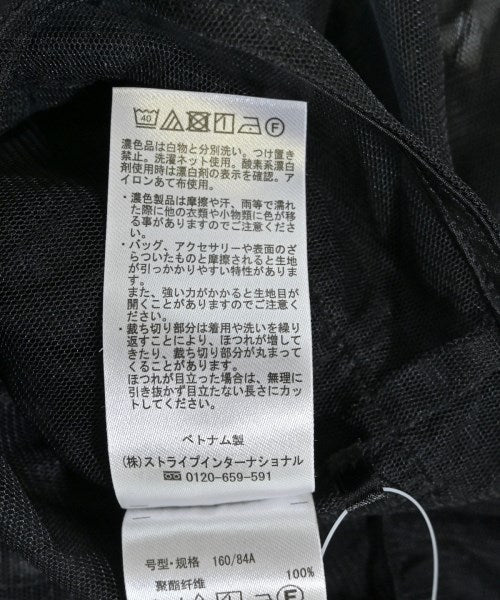 40 F
濃色品は白物と分別洗い。つけ置き
禁止。洗濯ネット使用。酸素系漂白
剤使用時は漂白剤の表示を確認。ア
イロンあて布使用。
・濃色製品は摩擦や汗、雨等で濡れ
た際に他の衣類や小物類に色が移
る事がありますのでご注意くださ
い。
・バッグ、アクセサリーや表面のざ
らついたものと摩擦されると生地
が引っかかりやすい特性がありま
す。
また、強い力がかかると生地目が
開くことがありますのでご注意く
ださい。
・裁ち切り部分は着用や洗いを繰り
返すことにより、ほつれが増して
きたり、裁ち切り部分が丸まって
くることがあります。
ほつれが目立った場合は、無理に
引き抜かず目立たない長さにカッ
トしてください。
ベトナム製
(株)ストライプインターナショナル
0120-659-591
号型・规格 160/84A
聚酯纤维 100%